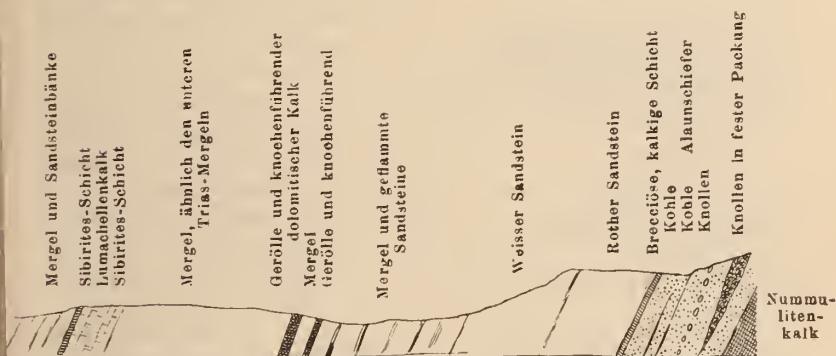 Mergel und Sandsteinbänke
Sibirites-Schicht
Lumachellenkalk
Sibirites-Schicht
Mergel, ähnlich den unteren
Trias-Mergeln
Gerölle und knochenführender
dolomitischer Kalk
Mergel
Gerölle und knochenführend
Mergel und geflammte
Sandsteine
Weisser Sandstein
Rother Sandstein
Brecciöse, kalkige Schicht
Kohle
Kohle Alaunschiefer
Knollen
Knollen in fester Packung
Nummu-
liten-
kalk